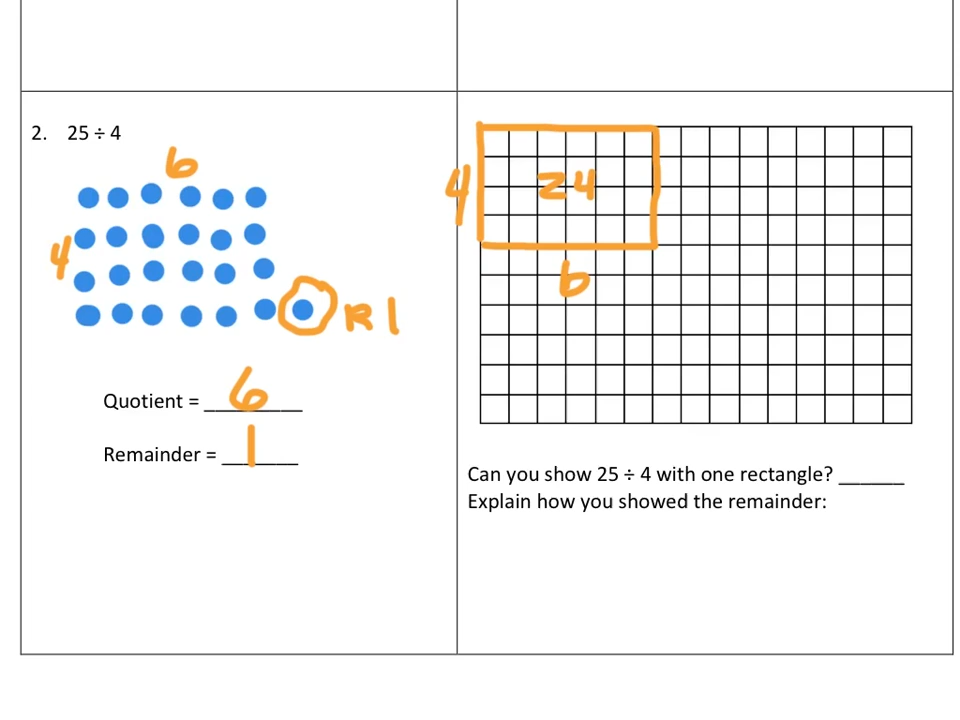 2. 25 ÷ 4
6
4
R1
Quotient = 6
Remainder = 1
4
24
6
Can you show 25 ÷ 4 with one rectangle? ______
Explain how you showed the remainder: